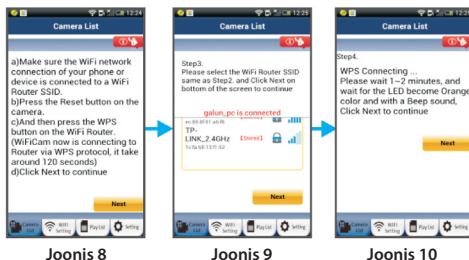 12:24
Camera List
a)Make sure the WiFi network
connection of your phone or
device is connected to a WiFi
Router SSID.
b)Press the Reset button on the
camera.
c)And then press the WPS
button on the WiFi Router.
(WiFiCam now is connecting to
Router via WPS protocol, it take
around 120 seconds)
d)Click Next to continue
Next
Camera List
WiFi Setting
Play List
Setting
Joonis 8
12:25
Camera List
Step3.
Please select the WiFi Router SSID
same as Step2. and Click Next on
bottom of the screen to continue
galun_pc is connected
TP-
LINK_2.4GHz
[Stored]
Next
Camera List
WiFi Setting
Play List
Setting
Joonis 9
12:25
Camera List
Step4.
WPS Connecting ...
Please wait 1~2 minutes, and
wait for the LED become Orange
color and with a Beep sound,
Click Next to continue
Next
Camera List
WiFi Setting
Play List
Setting
Joonis 10